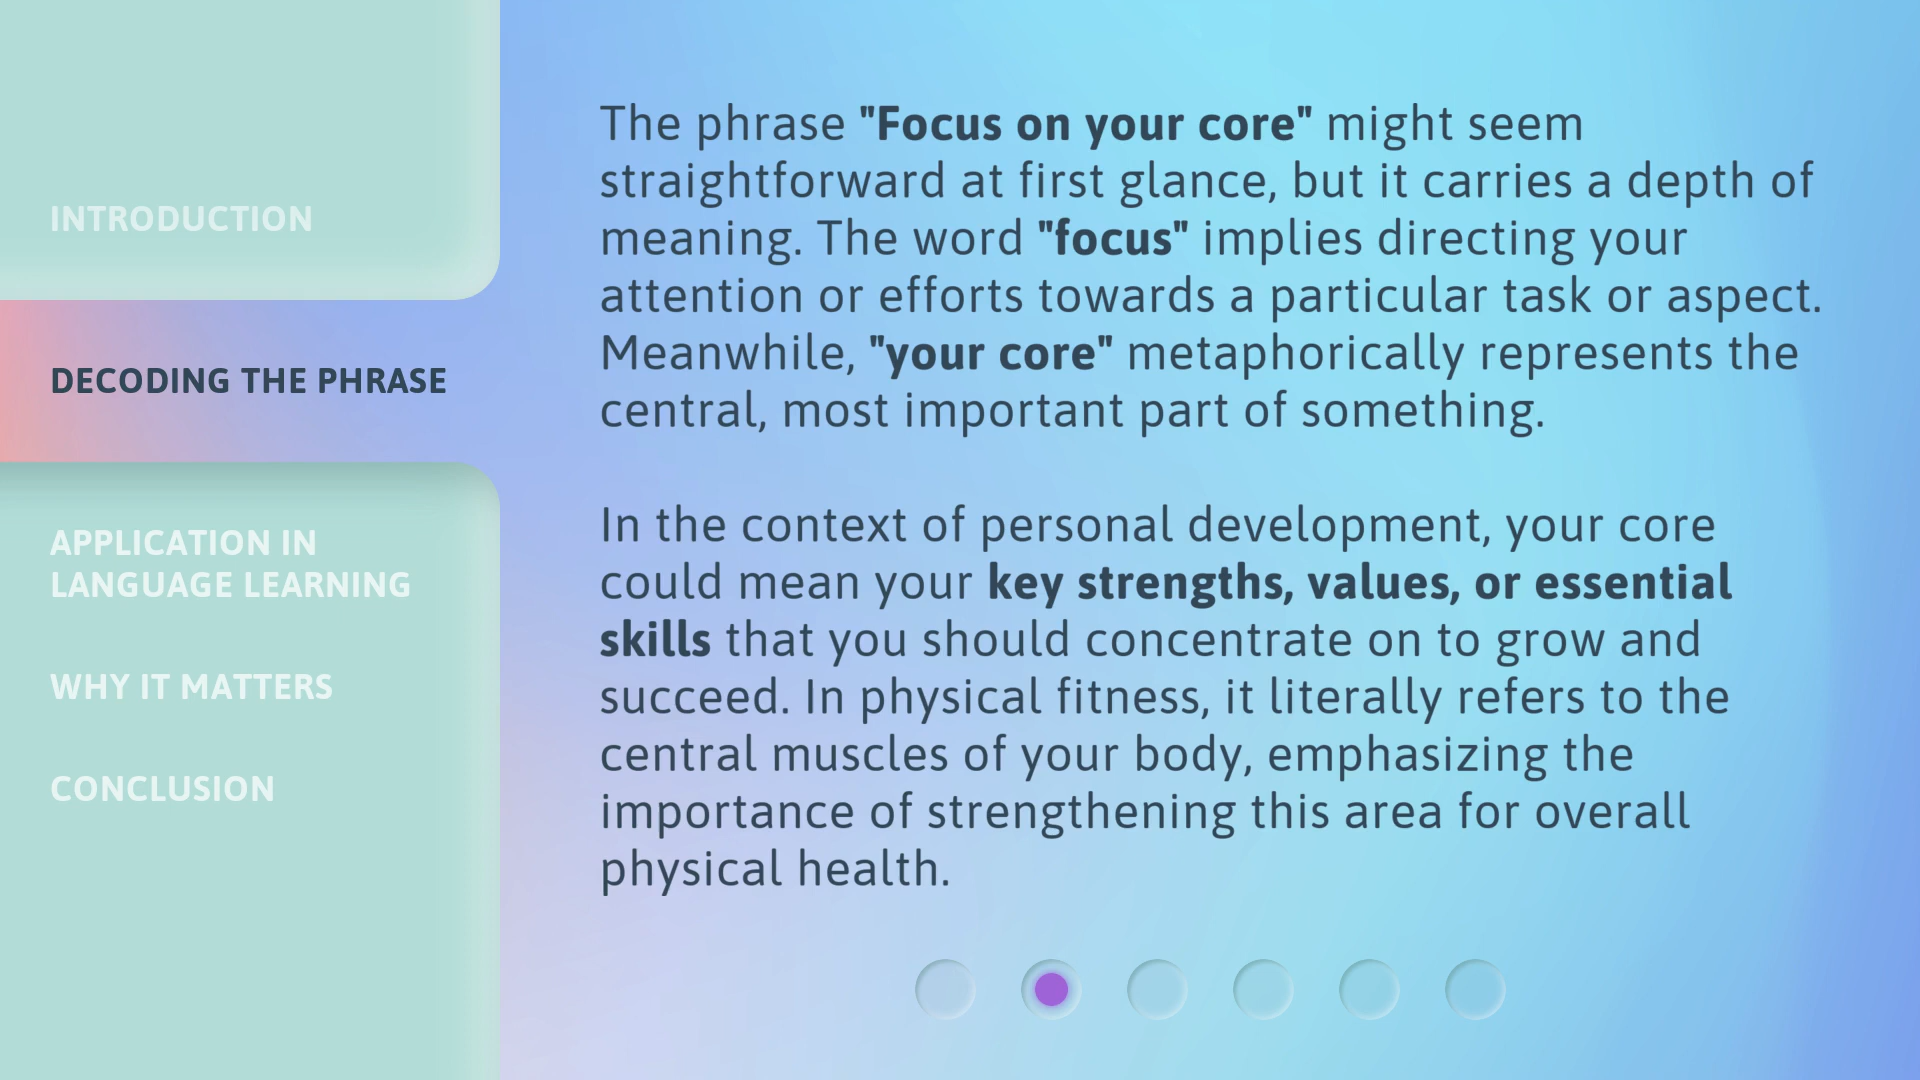 INTRODUCTION
DECODING THE PHRASE
APPLICATION IN
LANGUAGE LEARNING
WHY IT MATTERS
CONCLUSION
The phrase "Focus on your core" might seem
straightforward at first glance, but it carries a depth of
meaning. The word "focus" implies directing your
attention or efforts towards a particular task or aspect.
Meanwhile, "your core" metaphorically represents the
central, most important part of something.
In the context of personal development, your core
could mean your key strengths, values, or essential
skills that you should concentrate on to grow and
succeed. In physical fitness, it literally refers to the
central muscles of your body, emphasizing the
importance of strengthening this area for overall
physical health.